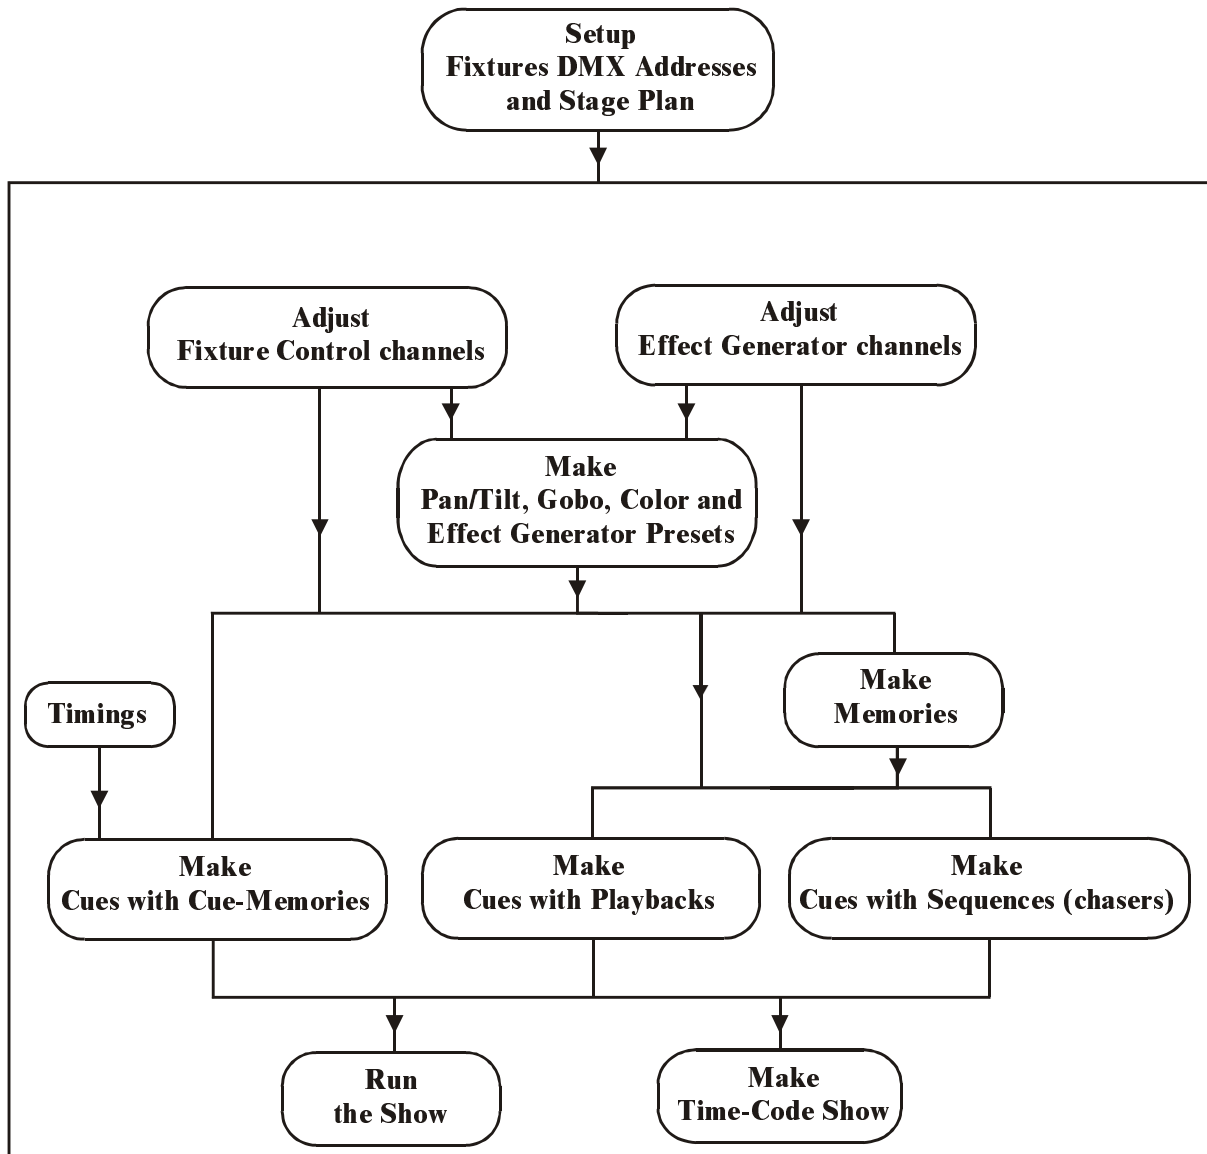 Setup
Fixtures DMX Addresses
and Stage Plan
Adjust
Fixture Control channels
Adjust
Effect Generator channels
Make
Pan/Tilt, Gobo, Color and
Effect Generator Presets
Timings
Make
Memories
Make
Cues with Cue-Memories
Make
Cues with Playbacks
Make
Cues with Sequences (chasers)
Run
the Show
Make
Time-Code Show